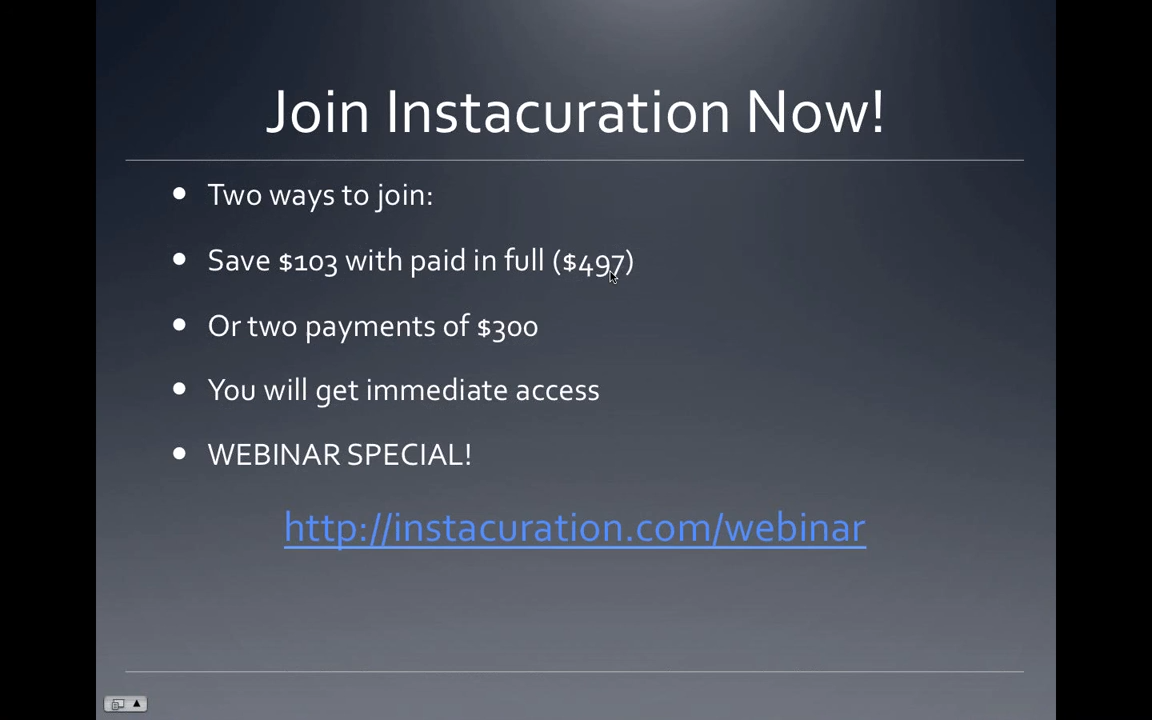 Join Instacuration Now!
Two ways to join:
Save $103 with paid in full ($497)
Or two payments of $300
You will get immediate access
WEBINAR SPECIAL!
http://instacuration.com/webinar